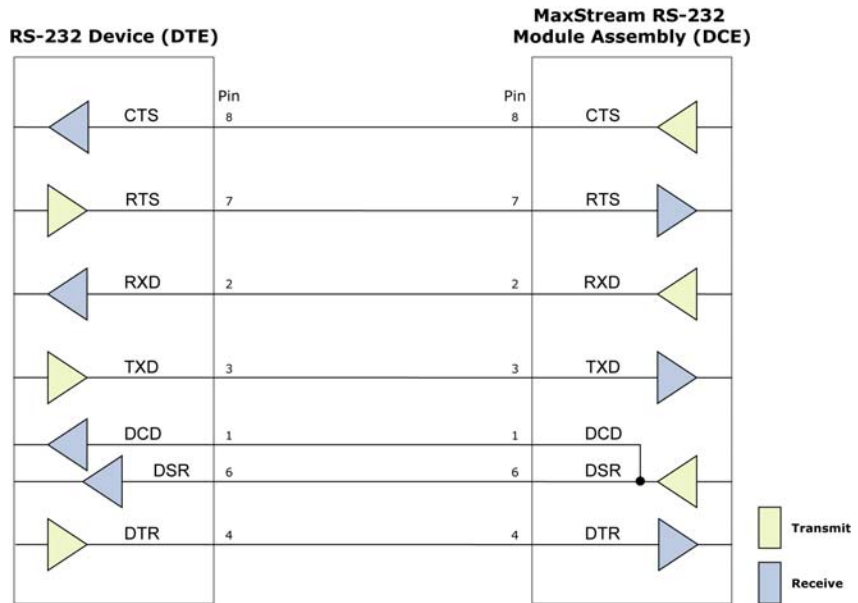 RS-232 Device (DTE)
MaxStream RS-232
Module Assembly (DCE)
Pin Pin
CTS 8 8 CTS
RTS 7 7 RTS
RXD 2 2 RXD
TXD 3 3 TXD
DCD 1 1 DCD
DSR 6 6 DSR
DTR 4 4 DTR
Transmit
Receive